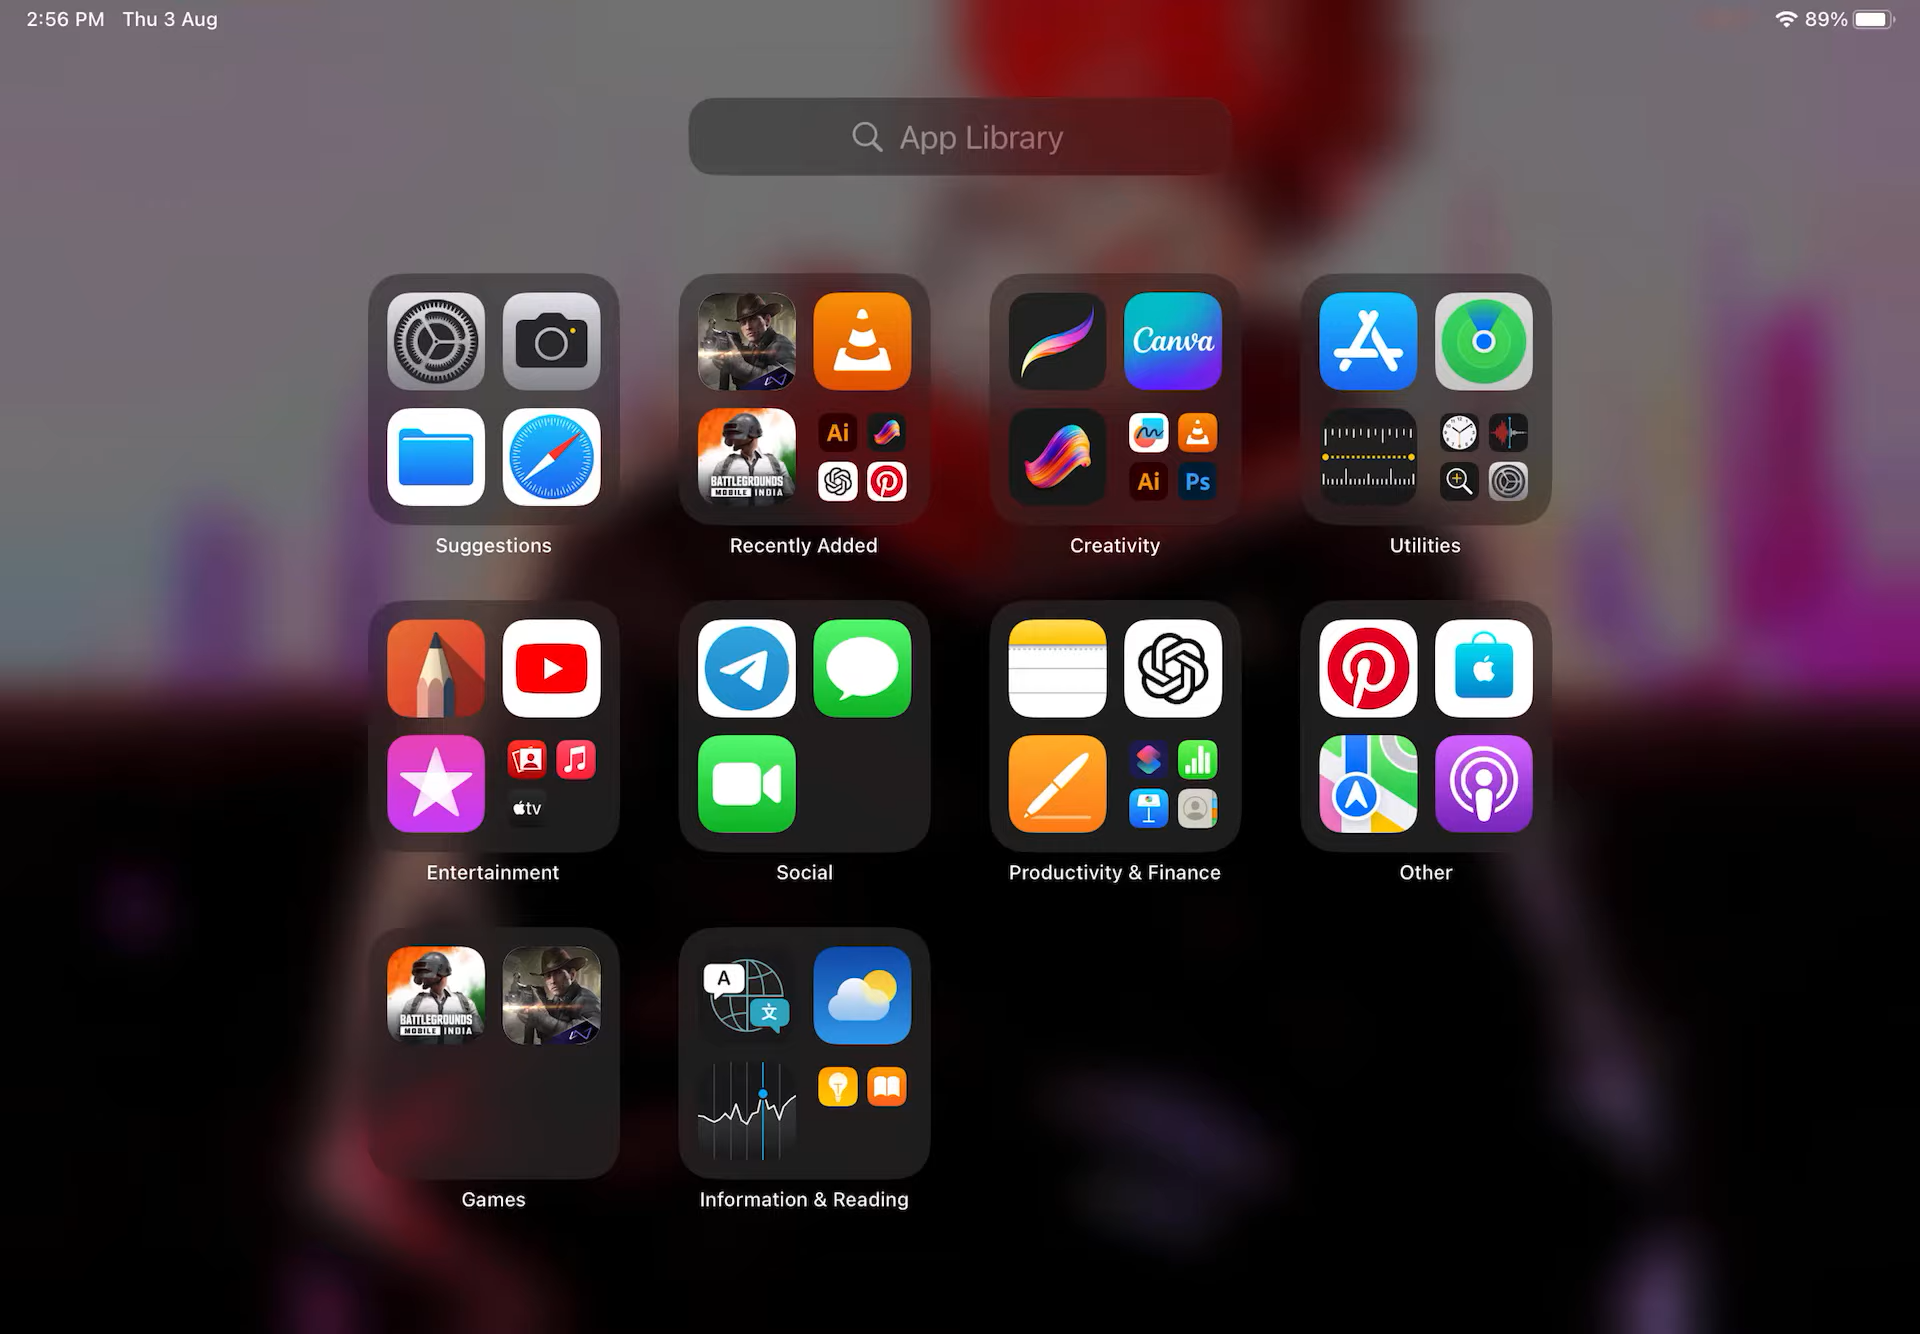 2:56 PM Thu 3 Aug
89%
App Library
Canva
BATTLEGROUNDS
MOBILE INDIA
Ai
Ai Ps
Suggestions
Recently Added
Creativity
Utilities
tv
Entertainment
Social
Productivity & Finance
Other
BATTLEGROUNDS
MOBILE INDIA
A
文
Games
Information & Reading